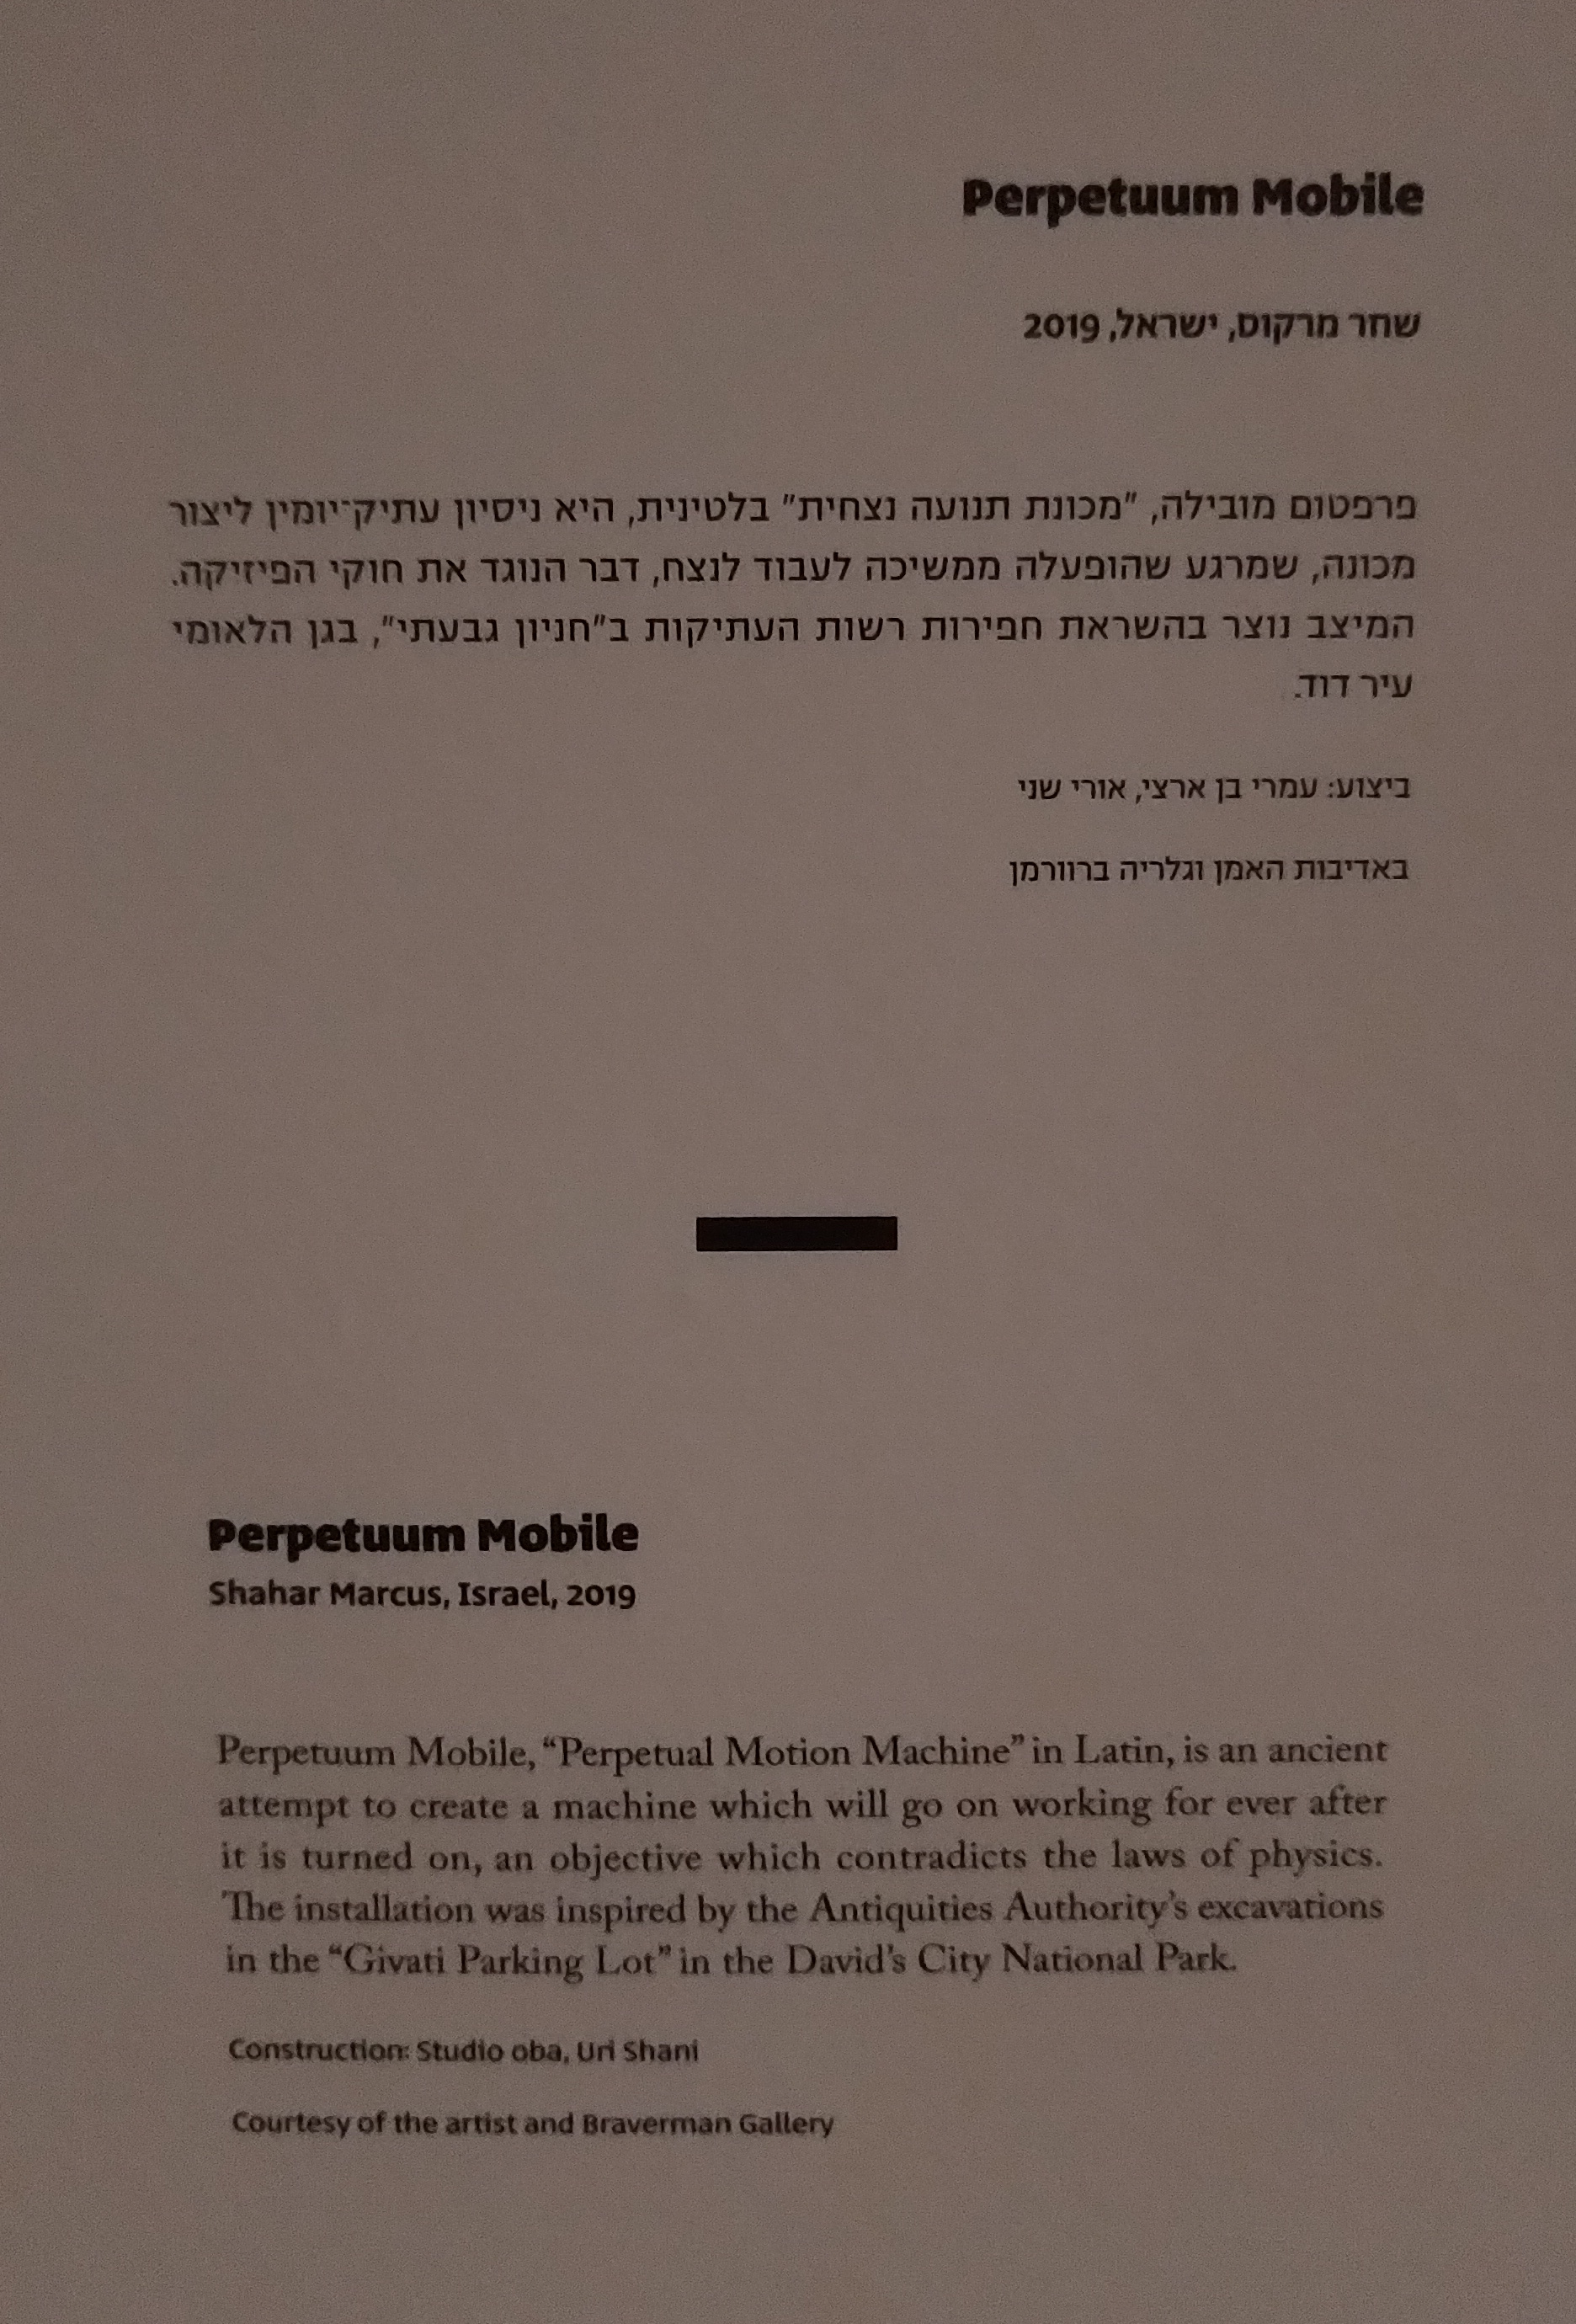 Perpetuum Mobile
שחר מרקוס, ישראל, 2019
פרפטום מובילה, "מכונת תנועה נצחית" בלטינית, היא ניסיון עתיק־יומין ליצור
מכונה, שמרגע שהופעלה ממשיכה לעבוד לנצח, דבר הנוגד את חוקי הפיזיקה.
המיצב נוצר בהשראת חפירות רשות העתיקות ב"חניון גבעתי", בגן הלאומי
עיר דוד.
ביצוע: עמרי בן ארצי, אורי שני
באדיבות האמן וגלריה ברוורמן
Perpetuum Mobile
Shahar Marcus, Israel, 2019
Perpetuum Mobile, “Perpetual Motion Machine” in Latin, is an ancient
attempt to create a machine which will go on working for ever after
it is turned on, an objective which contradicts the laws of physics.
The installation was inspired by the Antiquities Authority’s excavations
in the “Givati Parking Lot” in the David’s City National Park.
Construction: Studio oba, Uri Shani
Courtesy of the artist and Braverman Gallery